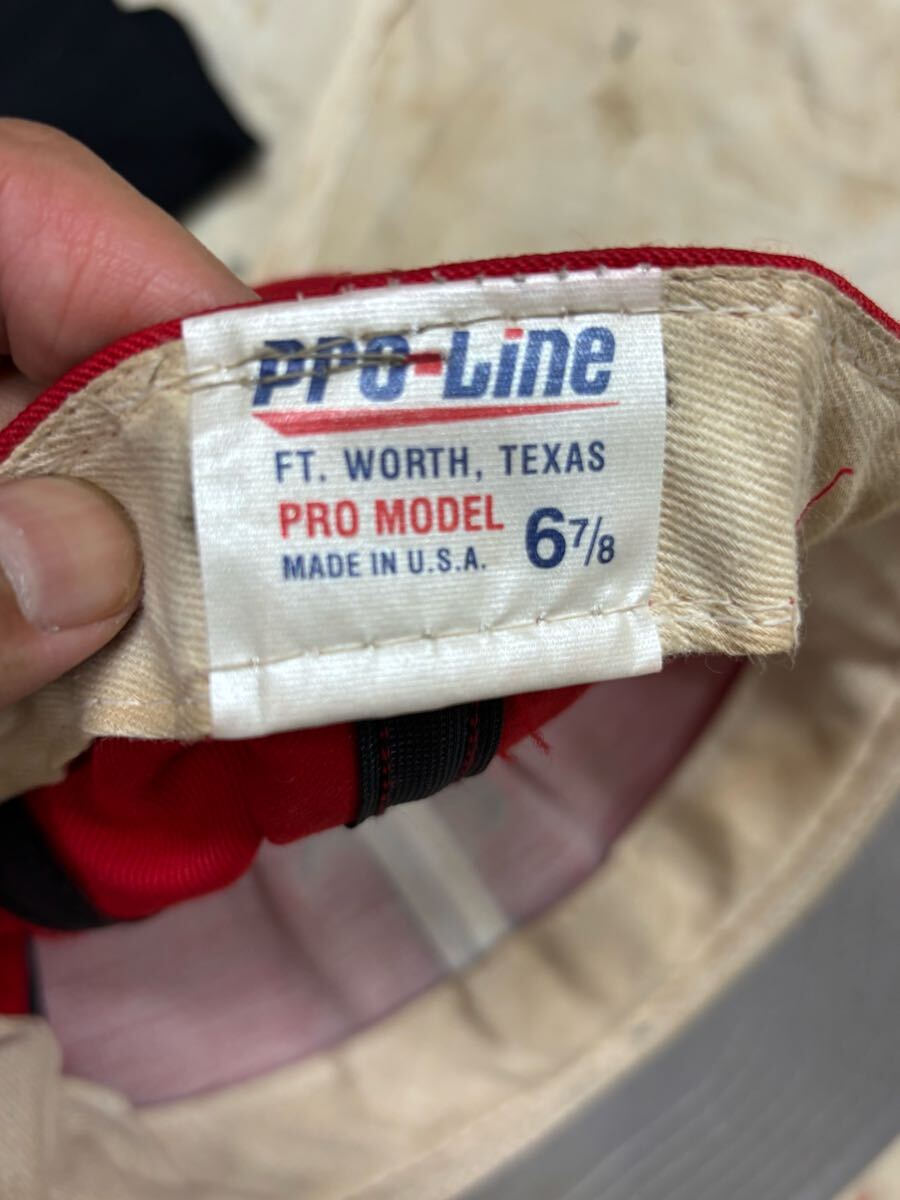 Pro-Line
FT. WORTH, TEXAS
PRO MODEL
MADE IN U.S.A. 6 7/8